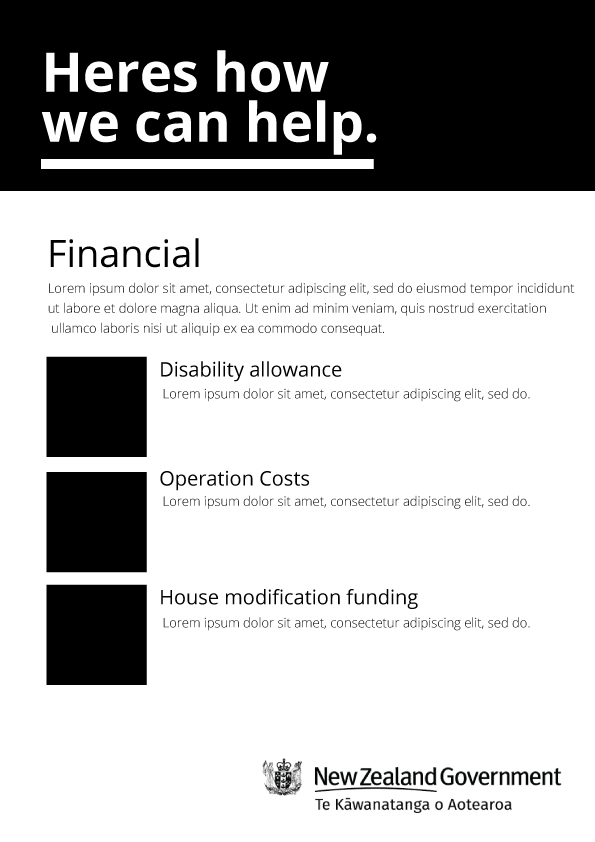 Heres how
we can help.
Financial
Lorem ipsum dolor sit amet, consectetur adipiscing elit, sed do eiusmod tempor incididunt
ut labore et dolore magna aliqua. Ut enim ad minim veniam, quis nostrud exercitation
ullamco laboris nisi ut aliquip ex ea commodo consequat.
Disability allowance
Lorem ipsum dolor sit amet, consectetur adipiscing elit, sed do.
Operation Costs
Lorem ipsum dolor sit amet, consectetur adipiscing elit, sed do.
House modification funding
Lorem ipsum dolor sit amet, consectetur adipiscing elit, sed do.
New Zealand Government
Te Kāwanatanga o Aotearoa